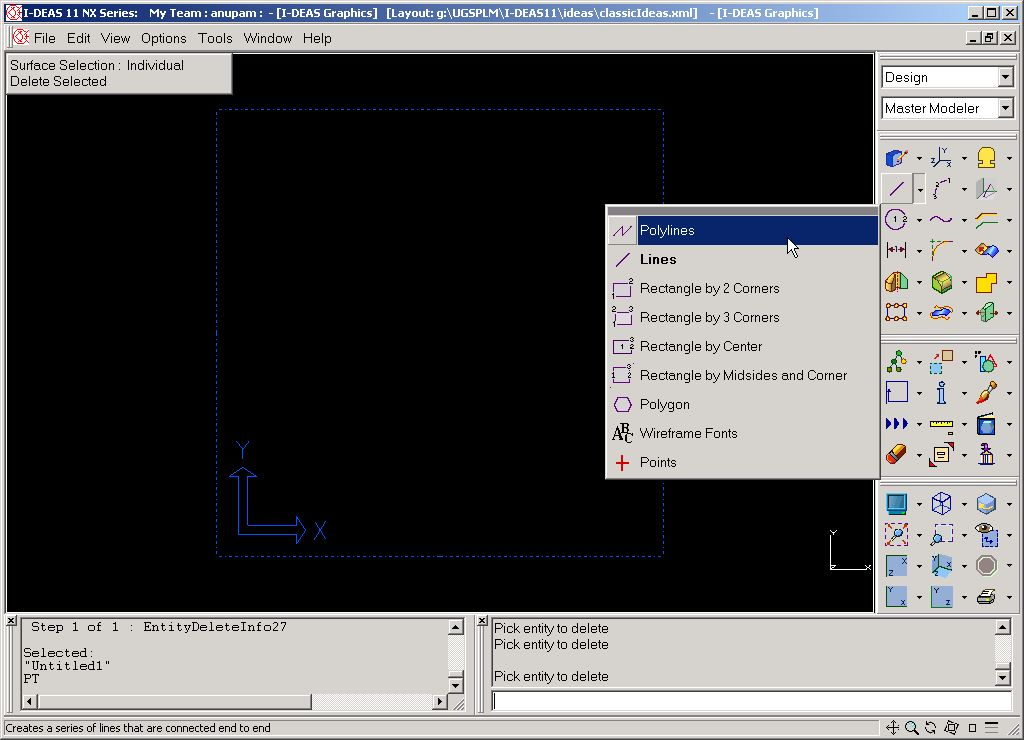 I-DEAS 11 NX Series:   My Team : anupam :  - [I-DEAS Graphics]  [Layout: g:\UGSPLM\I-DEAS11\ideas\classicIdeas.xml]   - [I-DEAS Graphics]
File Edit View Options Tools Window Help
Surface Selection : Individual
Delete Selected
Design
Master Modeler
Polylines
Lines
Rectangle by 2 Corners
Rectangle by 3 Corners
Rectangle by Center
Rectangle by Midsides and Corner
Polygon
Wireframe Fonts
Points
Y
X
Y
Z X
Step 1 of 1 : EntityDeleteInfo27
Selected:
"Untitled1"
PT
Pick entity to delete
Pick entity to delete
Pick entity to delete
Creates a series of lines that are connected end to end